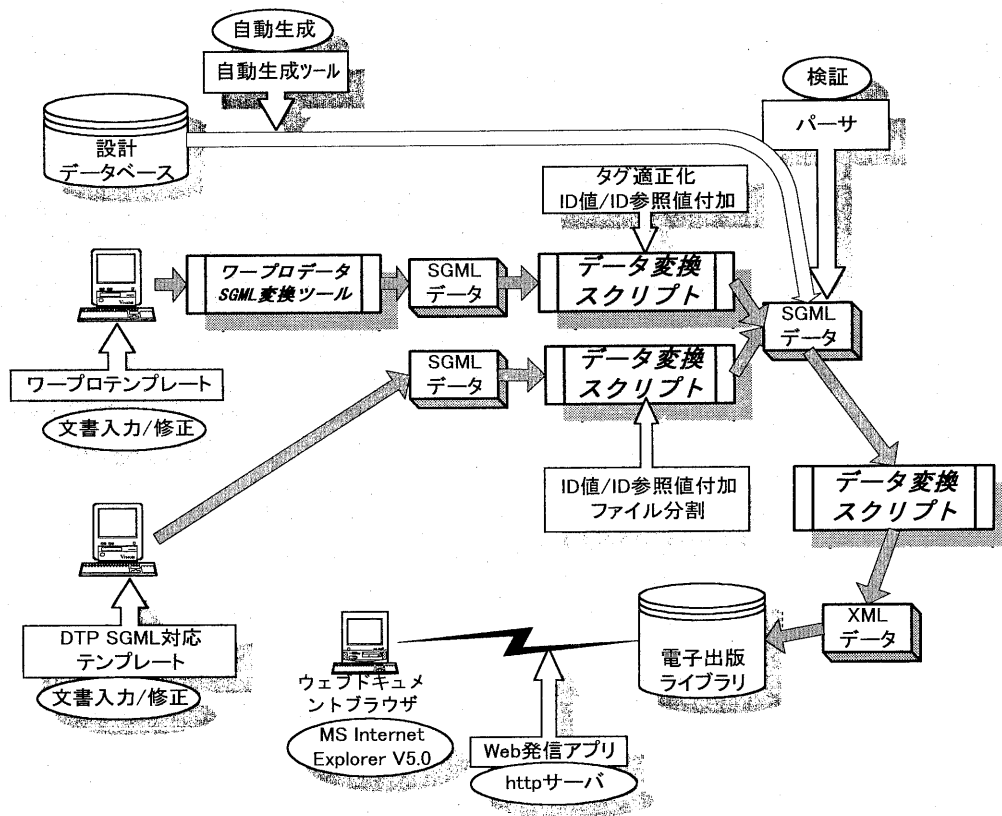 自動生成
自動生成ツール
検証
パーサ
設計
データベース
タグ適正化
ID値/ID参照値付加
ワープロデータ
SGML変換ツール
SGML
データ
データ変換
スクリプト
SGML
データ
ワープロテンプレート
文書入力/修正
SGML
データ
データ変換
スクリプト
ID値/ID参照値付加
ファイル分割
データ変換
スクリプト
DTP SGML対応
テンプレート
文書入力/修正
ウェブドキュメ
ントブラウザ
MS Internet
Explorer V5.0
Web発信アプリ
httpサーバ
電子出版
ライブラリ
XML
データ